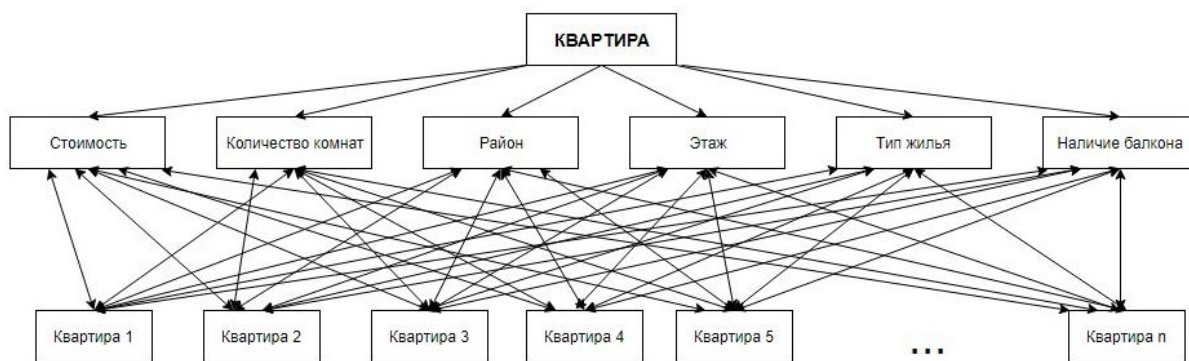 КВАРТИРА
Стоимость
Количество комнат
Район
Этаж
Тип жилья
Наличие балкона
Квартира 1
Квартира 2
Квартира 3
Квартира 4
Квартира 5
...
Квартира n